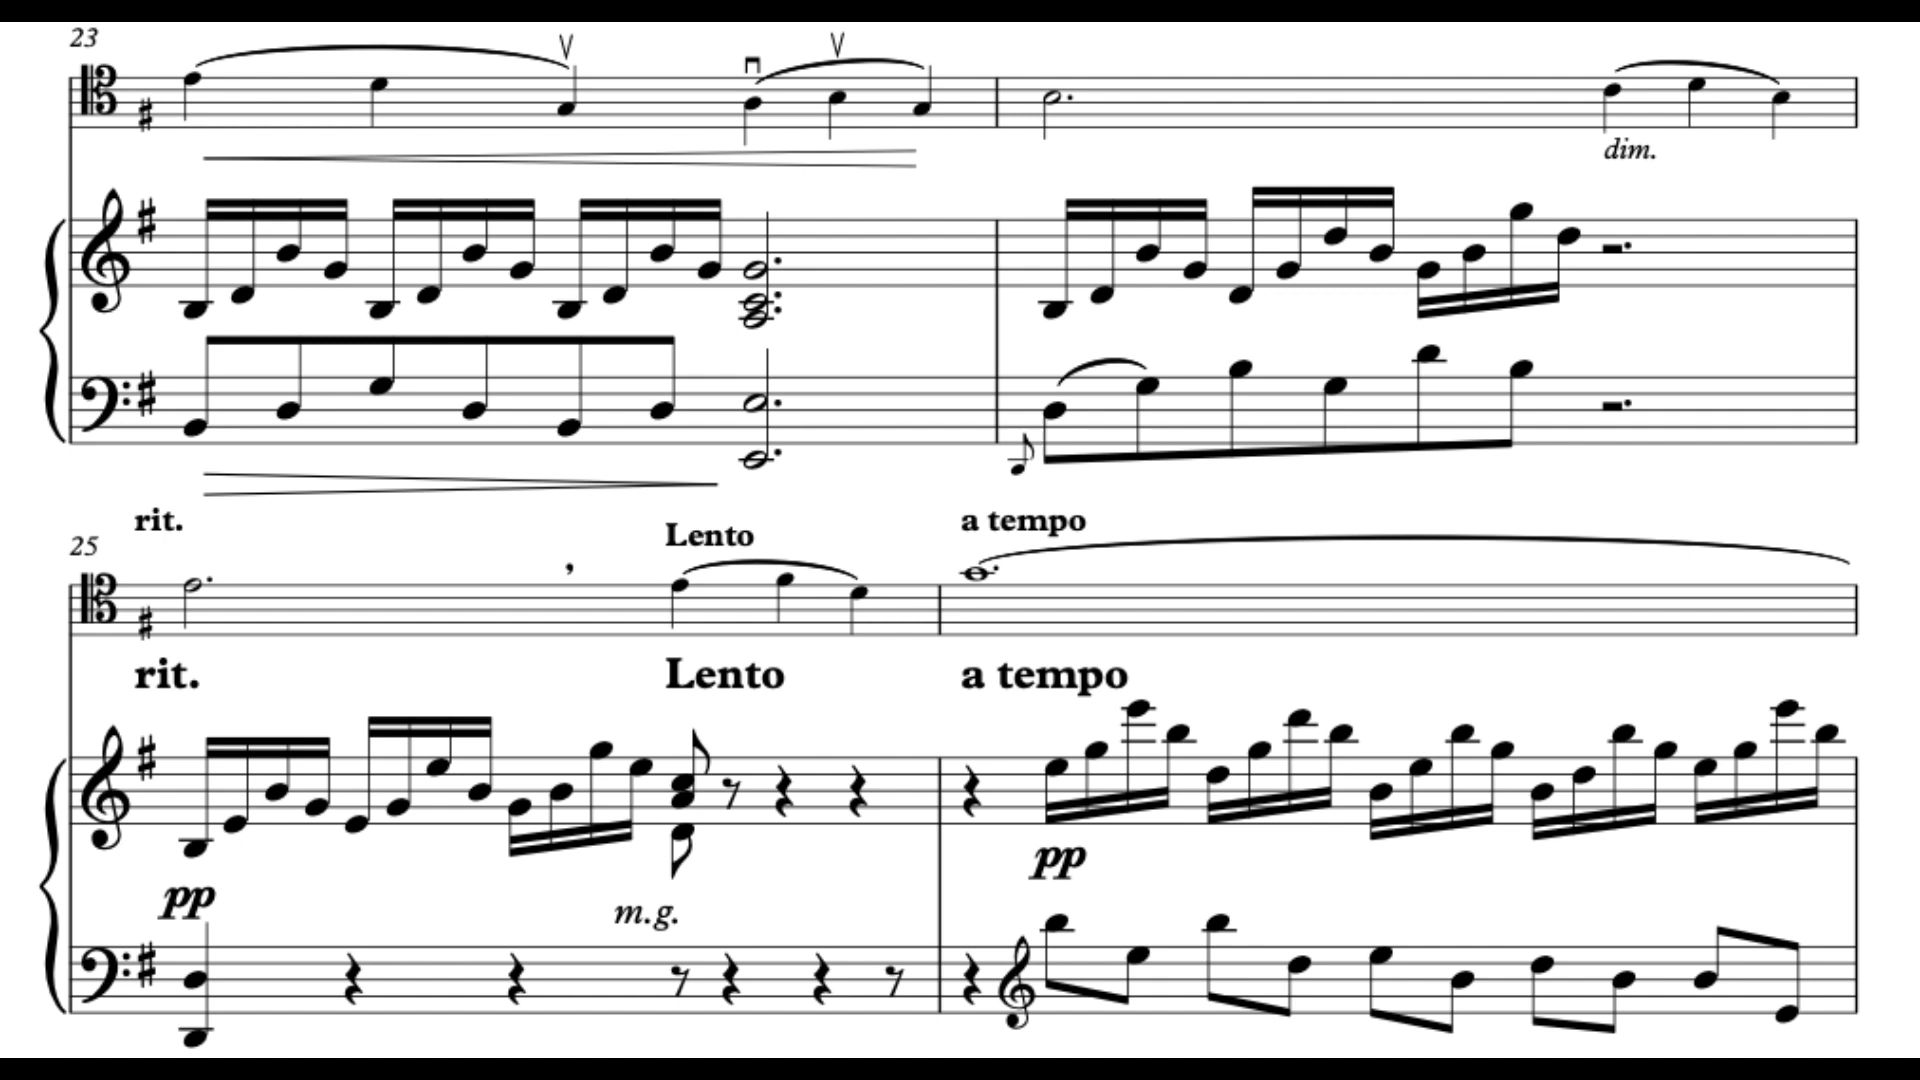 23
dim.
rit.
Lento
a tempo
25
rit.
Lento
a tempo
pp
pp
m.g.